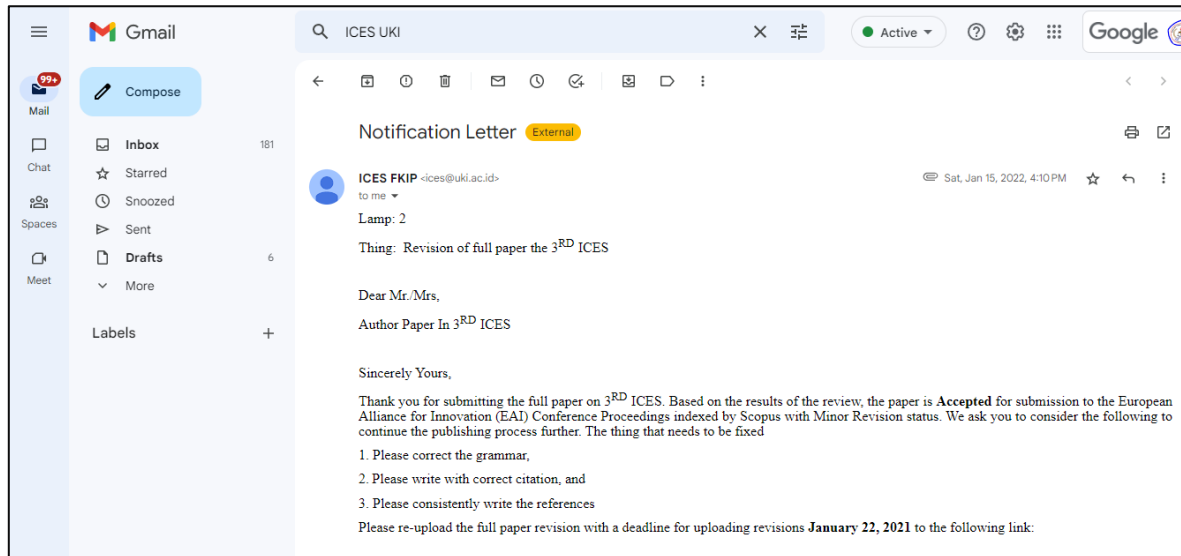 Gmail
ICES UKI
Active
Google
99+
Mail
Compose
Chat
Inbox 181
Starred
Snoozed
Spaces
Sent
Drafts 6
Meet
More
Labels
Notification Letter External
ICES FKIP <ices@uki.ac.id> Sat, Jan 15, 2022, 4:10 PM
to me
Lamp: 2
Thing: Revision of full paper the 3RD ICES
Dear Mr./Mrs,
Author Paper In 3RD ICES
Sincerely Yours,
Thank you for submitting the full paper on 3RD ICES. Based on the results of the review, the paper is Accepted for submission to the European
Alliance for Innovation (EAI) Conference Proceedings indexed by Scopus with Minor Revision status. We ask you to consider the following to
continue the publishing process further. The thing that needs to be fixed
1. Please correct the grammar,
2. Please write with correct citation, and
3. Please consistently write the references
Please re-upload the full paper revision with a deadline for uploading revisions January 22, 2021 to the following link: